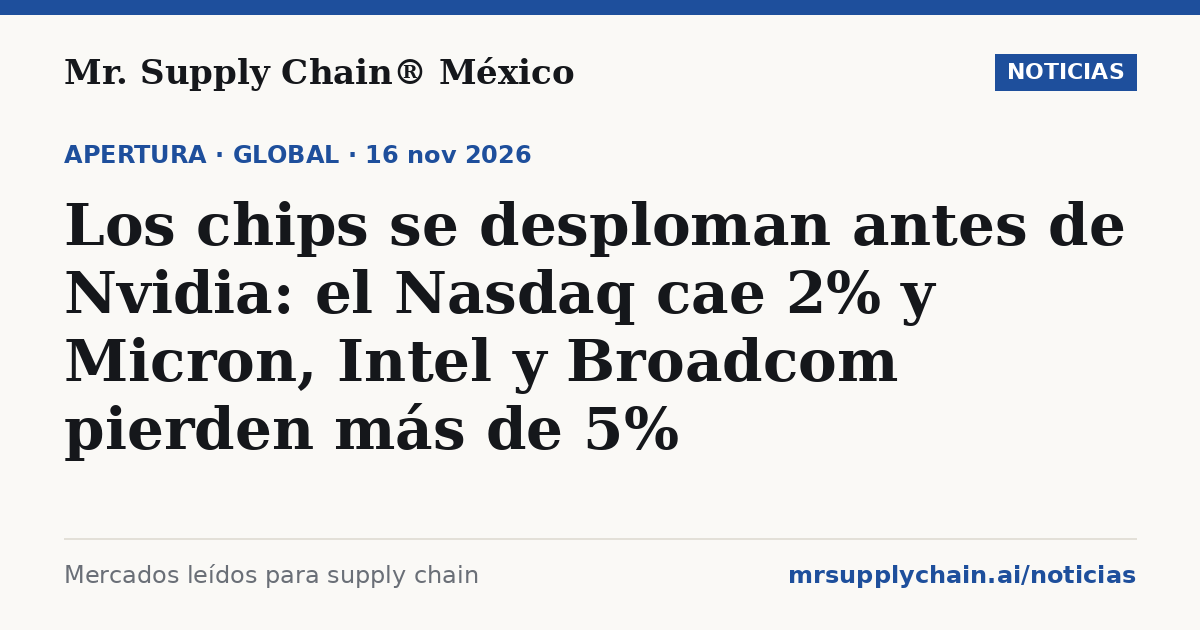 Mr. Supply Chain® México
NOTICIAS
APERTURA · GLOBAL · 16 nov 2026
Los chips se desploman antes de
Nvidia: el Nasdaq cae 2% y
Micron, Intel y Broadcom
pierden más de 5%
Mercados leídos para supply chain
mrsupplychain.ai/noticias